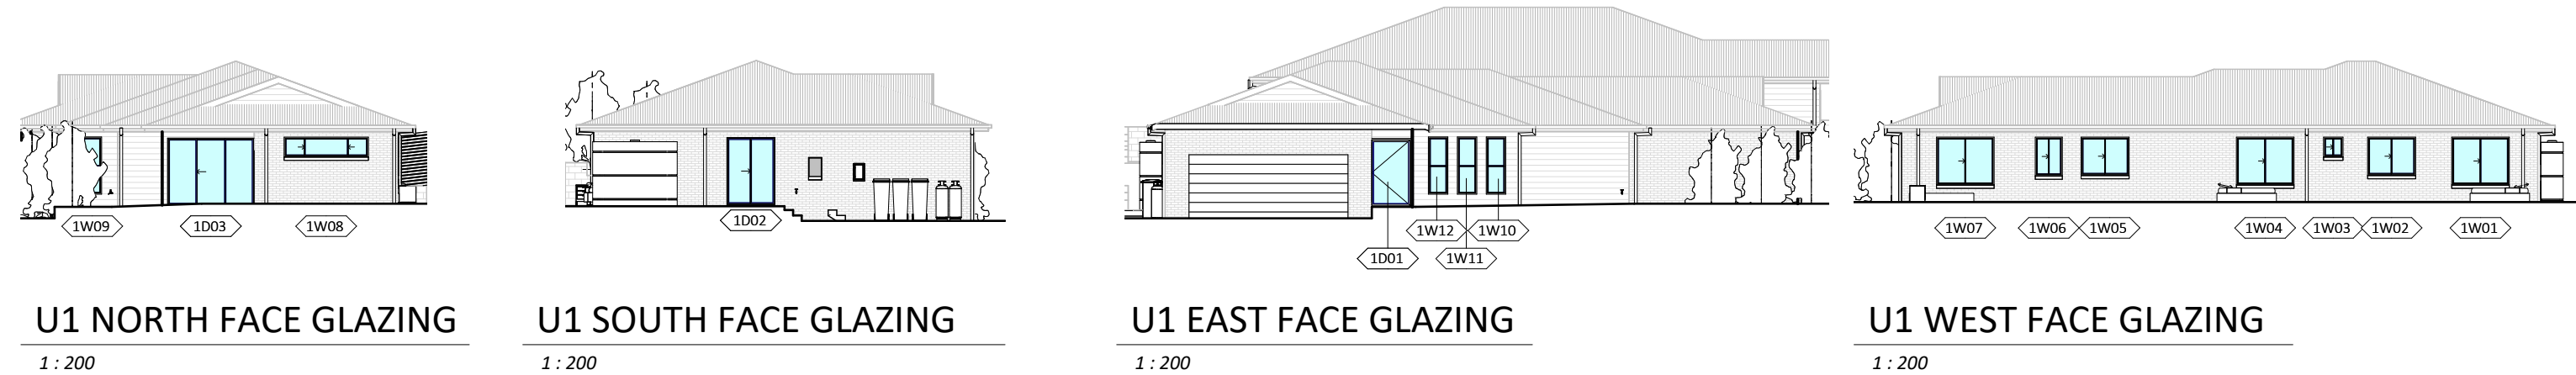 1W09
1D03
1W08
U1 NORTH FACE GLAZING
1 : 200
1D02
U1 SOUTH FACE GLAZING
1 : 200
1W12
1W10
1D01
1W11
U1 EAST FACE GLAZING
1 : 200
1W07
1W06
1W05
1W04
1W03
1W02
1W01
U1 WEST FACE GLAZING
1 : 200